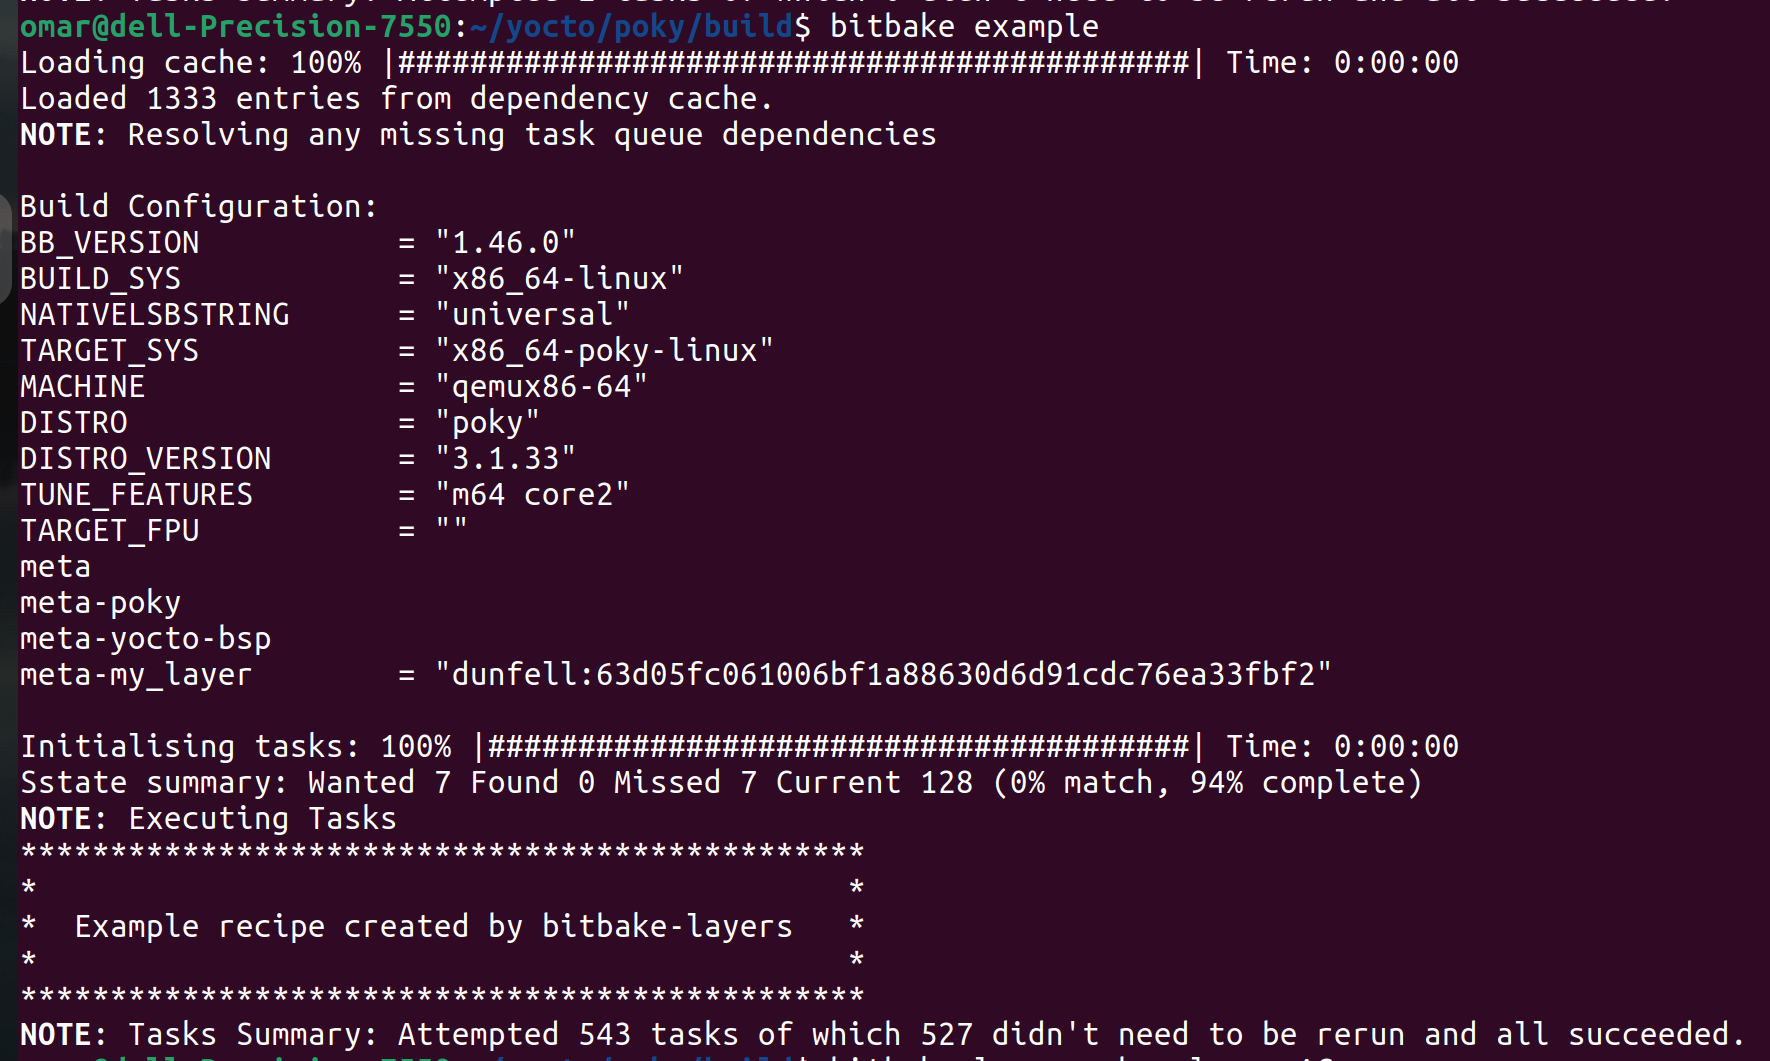 omar@dell-Precision-7550:~/yocto/poky/build$ bitbake example
Loading cache: 100% |############################################| Time: 0:00:00
Loaded 1333 entries from dependency cache.
NOTE: Resolving any missing task queue dependencies
Build Configuration:
BB_VERSION           = "1.46.0"
BUILD_SYS            = "x86_64-linux"
NATIVELSBSTRING      = "universal"
TARGET_SYS           = "x86_64-poky-linux"
MACHINE              = "qemux86-64"
DISTRO               = "poky"
DISTRO_VERSION       = "3.1.33"
TUNE_FEATURES        = "m64 core2"
TARGET_FPU           = ""
meta
meta-poky
meta-yocto-bsp
meta-my_layer        = "dunfell:63d05fc061006bf1a88630d6d91cdc76ea33fbf2"
Initialising tasks: 100% |#######################################| Time: 0:00:00
Sstate summary: Wanted 7 Found 0 Missed 7 Current 128 (0% match, 94% complete)
NOTE: Executing Tasks
***********************************************
*                                             *
*  Example recipe created by bitbake-layers   *
*                                             *
***********************************************
NOTE: Tasks Summary: Attempted 543 tasks of which 527 didn't need to be rerun and all succeeded.